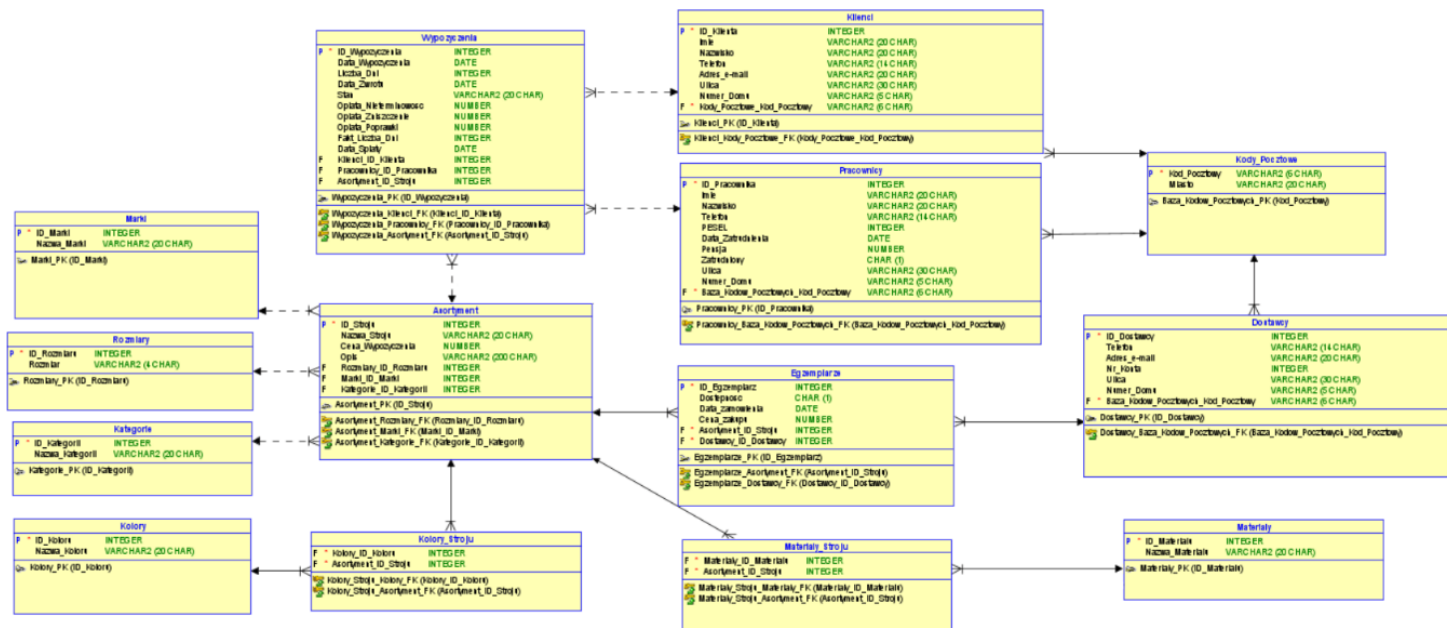 Wypozyczenia
P * ID_Wypozyczenia INTEGER
Data_Wypozyczenia DATE
Liczba_Dni INTEGER
Data_Zwrotu DATE
Stan VARCHAR2 (20 CHAR)
Oplata_Nieterminowosc NUMBER
Oplata_Zniszczenie NUMBER
Oplata_Poprawki NUMBER
Fakt_Liczba_Dni INTEGER
Data_Splaty DATE
F Klienci_ID_Klienta INTEGER
F Pracownicy_ID_Pracownika INTEGER
F Asortyment_ID_Stroju INTEGER
Wypozyczenia_PK (ID_Wypozyczenia)
Wypozyczenia_Klienci_FK (Klienci_ID_Klienta)
Wypozyczenia_Pracownicy_FK (Pracownicy_ID_Pracownika)
Wypozyczenia_Asortyment_FK (Asortyment_ID_Stroju)
Klienci
P * ID_Klienta INTEGER
Imie VARCHAR2 (20 CHAR)
Nazwisko VARCHAR2 (20 CHAR)
Telefon VARCHAR2 (14 CHAR)
Adres_e-mail VARCHAR2 (20 CHAR)
Ulica VARCHAR2 (30 CHAR)
Numer_Domu VARCHAR2 (5 CHAR)
F * Kody_Pocztowe_Kod_Pocztowy VARCHAR2 (6 CHAR)
Klienci_PK (ID_Klienta)
Klienci_Kody_Pocztowe_FK (Kody_Pocztowe_Kod_Pocztowy)
Pracownicy
P * ID_Pracownika INTEGER
Imie VARCHAR2 (20 CHAR)
Nazwisko VARCHAR2 (20 CHAR)
Telefon VARCHAR2 (14 CHAR)
PESEL INTEGER
Data_Zatrudnienia DATE
Pensja NUMBER
Zatrudniony CHAR (1)
Ulica VARCHAR2 (30 CHAR)
Numer_Domu VARCHAR2 (5 CHAR)
F * Baza_Kodow_Pocztowych_Kod_Pocztowy VARCHAR2 (6 CHAR)
Pracownicy_PK (ID_Pracownika)
Pracownicy_Baza_Kodow_Pocztowych_FK (Baza_Kodow_Pocztowych_Kod_Pocztowy)
Kody_Pocztowe
P * Kod_Pocztowy VARCHAR2 (6 CHAR)
Miasto VARCHAR2 (20 CHAR)
Baza_Kodow_Pocztowych_PK (Kod_Pocztowy)
Marki
P * ID_Marki INTEGER
Nazwa_Marki VARCHAR2 (20 CHAR)
Marki_PK (ID_Marki)
Rozmiary
P * ID_Rozmiaru INTEGER
Rozmiar VARCHAR2 (4 CHAR)
Rozmiary_PK (ID_Rozmiaru)
Kategorie
P * ID_Kategorii INTEGER
Nazwa_Kategorii VARCHAR2 (20 CHAR)
Kategorie_PK (ID_Kategorii)
Asortyment
P * ID_Stroju INTEGER
Nazwa_Stroju VARCHAR2 (20 CHAR)
Cena_Wypozyczenia NUMBER
Opis VARCHAR2 (200 CHAR)
F Rozmiary_ID_Rozmiaru INTEGER
F Marki_ID_Marki INTEGER
F Kategorie_ID_Kategorii INTEGER
Asortyment_PK (ID_Stroju)
Asortyment_Rozmiary_FK (Rozmiary_ID_Rozmiaru)
Asortyment_Marki_FK (Marki_ID_Marki)
Asortyment_Kategorie_FK (Kategorie_ID_Kategorii)
Egzemplarze
P * ID_Egzemplarz INTEGER
Dostepnosc CHAR (1)
Data_zamowienia DATE
Cena_zakupu NUMBER
F * Asortyment_ID_Stroju INTEGER
F * Dostawcy_ID_Dostawcy INTEGER
Egzemplarze_PK (ID_Egzemplarz)
Egzemplarze_Asortyment_FK (Asortyment_ID_Stroju)
Egzemplarze_Dostawcy_FK (Dostawcy_ID_Dostawcy)
Dostawcy
P * ID_Dostawcy INTEGER
Telefon VARCHAR2 (14 CHAR)
Adres_e-mail VARCHAR2 (20 CHAR)
Nr_Konta INTEGER
Ulica VARCHAR2 (30 CHAR)
Numer_Domu VARCHAR2 (5 CHAR)
F * Baza_Kodow_Pocztowych_Kod_Pocztowy VARCHAR2 (6 CHAR)
Dostawcy_PK (ID_Dostawcy)
Dostawcy_Baza_Kodow_Pocztowych_FK (Baza_Kodow_Pocztowych_Kod_Pocztowy)
Kolory
P * ID_Koloru INTEGER
Nazwa_Koloru VARCHAR2 (20 CHAR)
Kolory_PK (ID_Koloru)
Kolory_Stroju
F * Kolory_ID_Koloru INTEGER
F * Asortyment_ID_Stroju INTEGER
Kolory_Stroju_Kolory_FK (Kolory_ID_Koloru)
Kolory_Stroju_Asortyment_FK (Asortyment_ID_Stroju)
Materialy_Stroju
F * Materialy_ID_Materialu INTEGER
F * Asortyment_ID_Stroju INTEGER
Materialy_Stroju_Materialy_FK (Materialy_ID_Materialu)
Materialy_Stroju_Asortyment_FK (Asortyment_ID_Stroju)
Materialy
P * ID_Materialu INTEGER
Nazwa_Materialu VARCHAR2 (20 CHAR)
Materialy_PK (ID_Materialu)